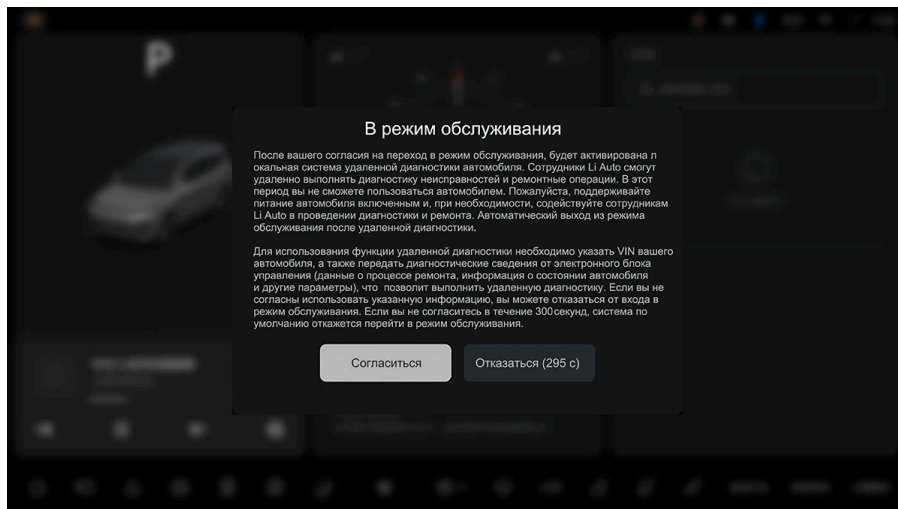 P
В режим обслуживания
После вашего согласия на переход в режим обслуживания, будет активирована л
окальная система удаленной диагностики автомобиля. Сотрудники Li Auto смогут
удаленно выполнять диагностику неисправностей и ремонтные операции. В этот
период вы не сможете пользоваться автомобилем. Пожалуйста, поддерживайте
питание автомобиля включенным и, при необходимости, содействуйте сотрудникам
Li Auto в проведении диагностики и ремонта. Автоматический выход из режима
обслуживания после удаленной диагностики.
Для использования функции удаленной диагностики необходимо указать VIN вашего
автомобиля, а также передать диагностические сведения от электронного блока
управления (данные о процессе ремонта, информация о состоянии автомобиля
и другие параметры), что позволит выполнить удаленную диагностику. Если вы не
согласны использовать указанную информацию, вы можете отказаться от входа в
режим обслуживания. Если вы не согласитесь в течение 300секунд, система по
умолчанию откажется перейти в режим обслуживания.
Согласиться
Отказаться (295 с)